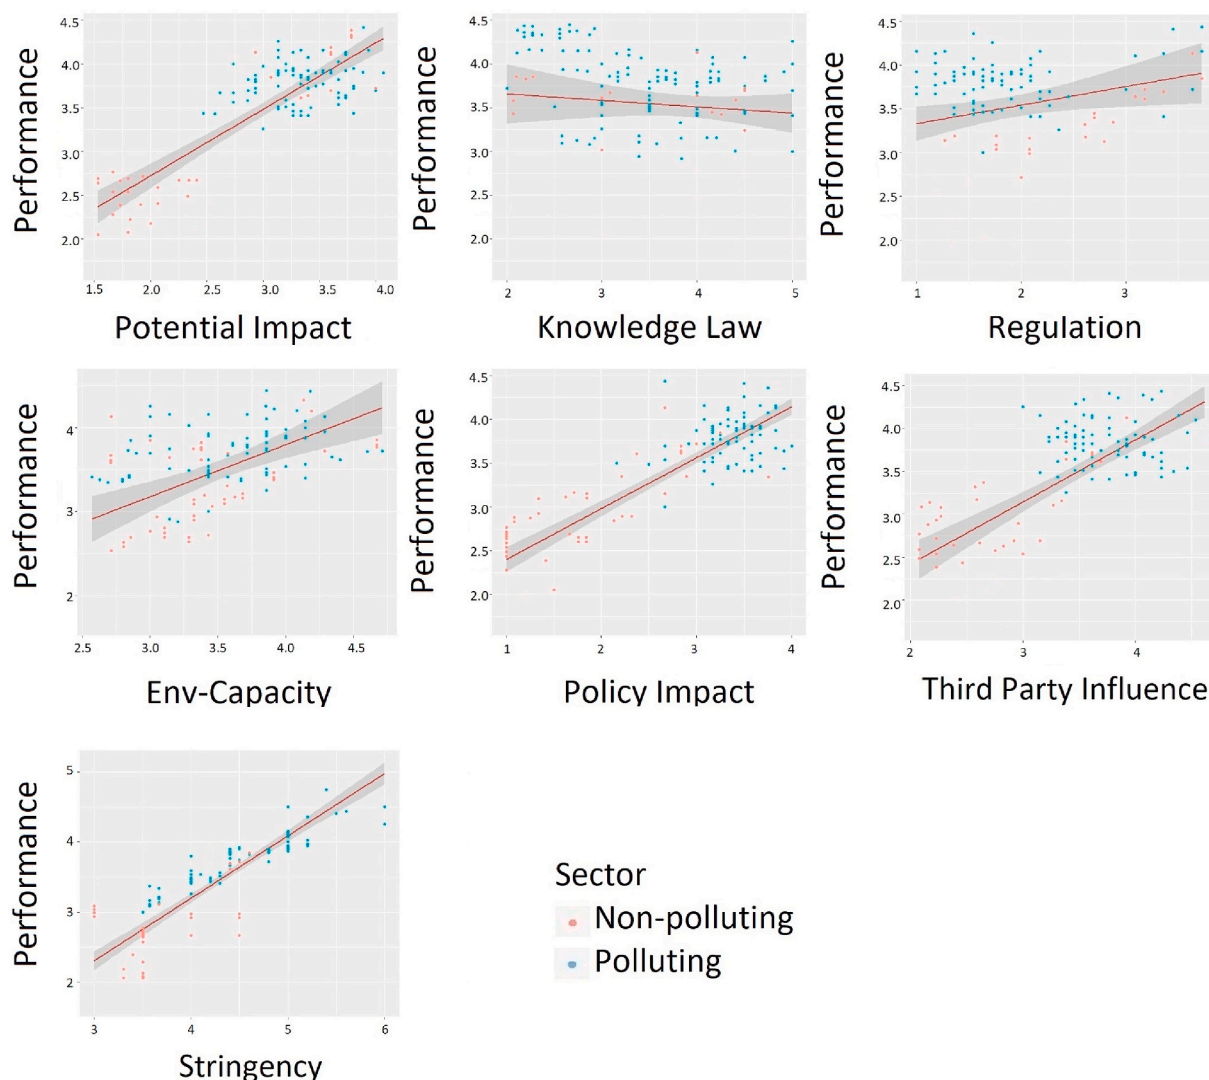 Performance
4.5
4.0
3.5
3.0
2.5
2.0
1.5 2.0 2.5 3.0 3.5 4.0
Potential Impact
Performance
4.5
4.0
3.5
3.0
2.5
2.0
2 3 4 5
Knowledge Law
Performance
4.5
4.0
3.5
3.0
2.5
2.0
1 2 3
Regulation
Performance
4
3
2
2.5 3.0 3.5 4.0 4.5
Env-Capacity
Performance
4.5
4.0
3.5
3.0
2.5
2.0
1 2 3 4
Policy Impact
Performance
4.5
4.0
3.5
3.0
2.5
2.0
2 3 4
Third Party Influence
Performance
5
4
3
2
3 4 5 6
Stringency
Sector
Non-polluting
Polluting